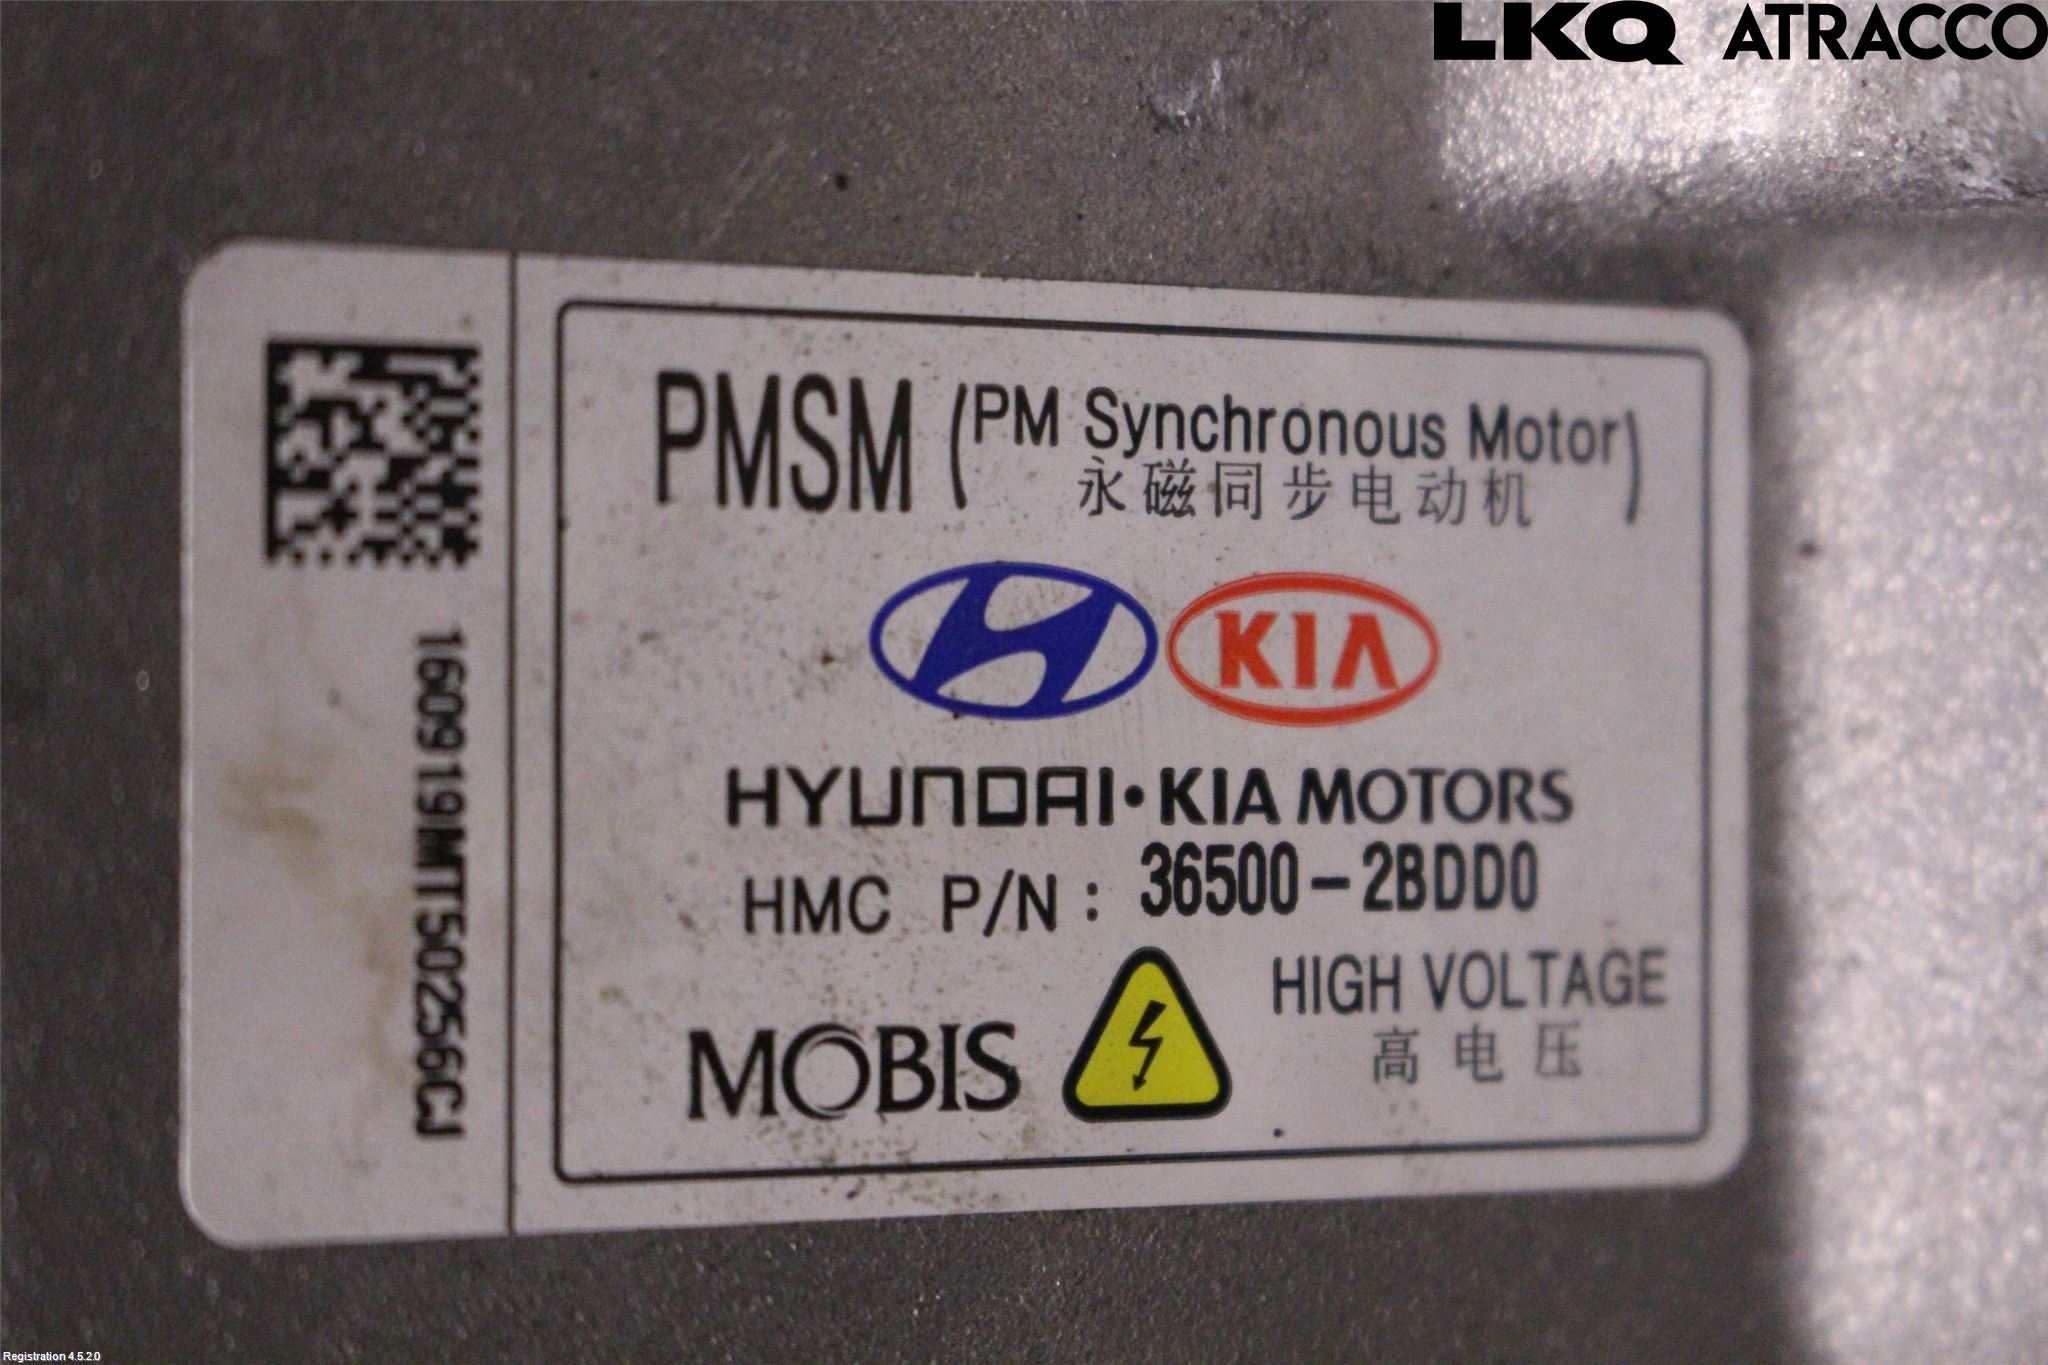 LKQ ATRACCO
PMSM (PM Synchronous Motor)
永磁同步电动机
KIA
HYUNDAI·KIA MOTORS
HMC P/N : 36500-2BDD0
HIGH VOLTAGE
高电压
MOBIS
160919MT50256CJ
Registration 4.5.2.0